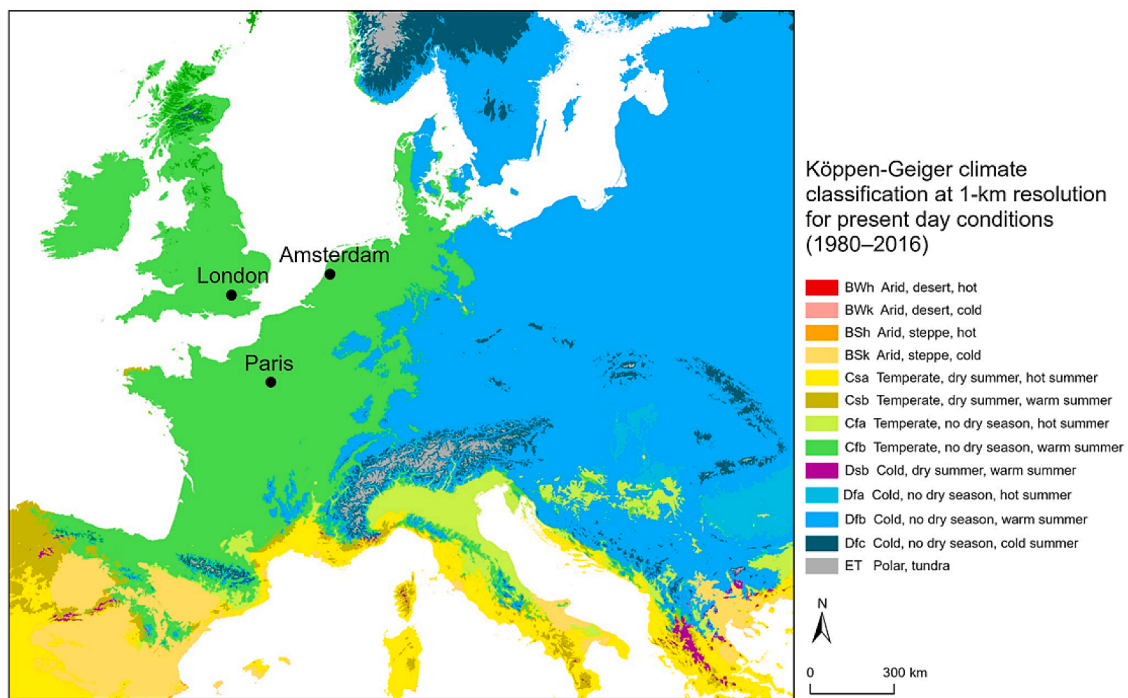 Amsterdam
London
Paris
Köppen-Geiger climate
classification at 1-km resolution
for present day conditions
(1980–2016)
BWh Arid, desert, hot
BWk Arid, desert, cold
BSh Arid, steppe, hot
BSk Arid, steppe, cold
Csa Temperate, dry summer, hot summer
Csb Temperate, dry summer, warm summer
Cfa Temperate, no dry season, hot summer
Cfb Temperate, no dry season, warm summer
Dsb Cold, dry summer, warm summer
Dfa Cold, no dry season, hot summer
Dfb Cold, no dry season, warm summer
Dfc Cold, no dry season, cold summer
ET Polar, tundra
N
0 300 km